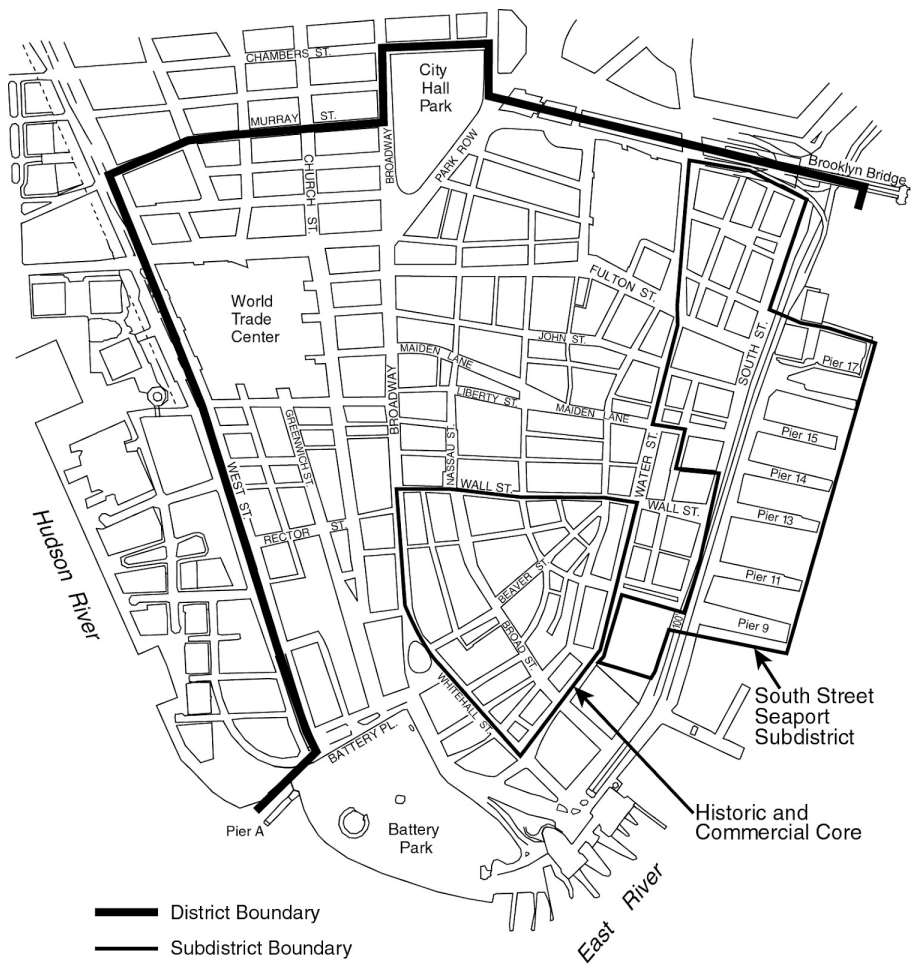 CHAMBERS ST.
City
Hall
Park
MURRAY ST.
BROADWAY
PARK ROW
CHURCH ST.
Brooklyn Bridge
FULTON ST.
World
Trade
Center
JOHN ST.
SOUTH ST.
MAIDEN LANE
Pier 17
BROADWAY
LIBERTY ST.
MAIDEN LANE
GREENWICH ST.
NASSAU ST.
WATER ST.
Pier 15
WEST ST.
WALL ST.
Pier 14
WALL ST.
Pier 13
RECTOR ST.
Hudson River
BEAVER ST.
Pier 11
BROAD ST.
Pier 9
WHITEHALL ST.
South Street
Seaport
Subdistrict
BATTERY PL.
Historic and
Commercial Core
Pier A
Battery
Park
East River
District Boundary
Subdistrict Boundary